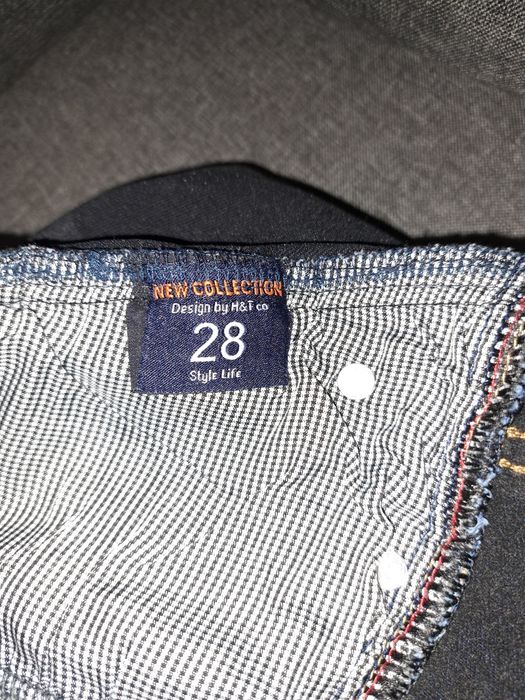 NEW COLLECTION
Design by H&T co
28
Style Life